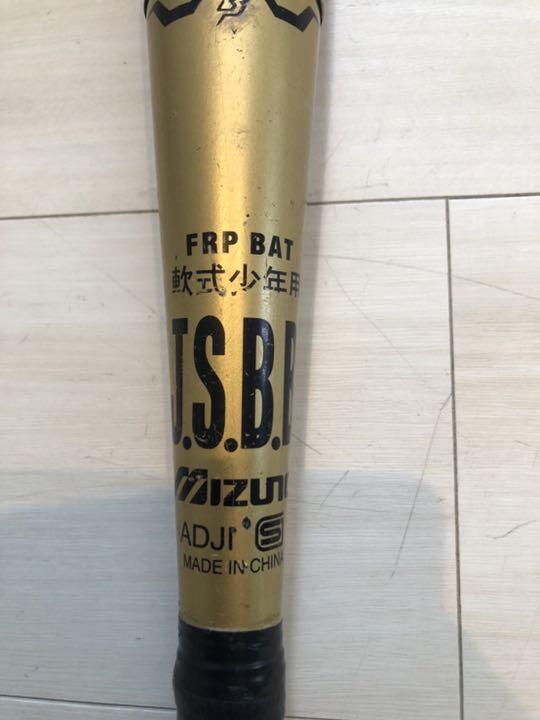 FRP BAT
軟式少年用
J.S.B.B
MIZUNO
ADJI S
MADE IN CHINA